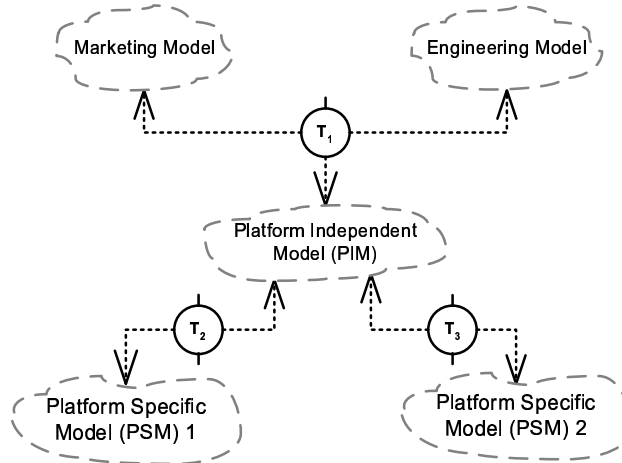 Marketing Model
Engineering Model
T1
Platform Independent
Model (PIM)
T2
T3
Platform Specific
Model (PSM) 1
Platform Specific
Model (PSM) 2